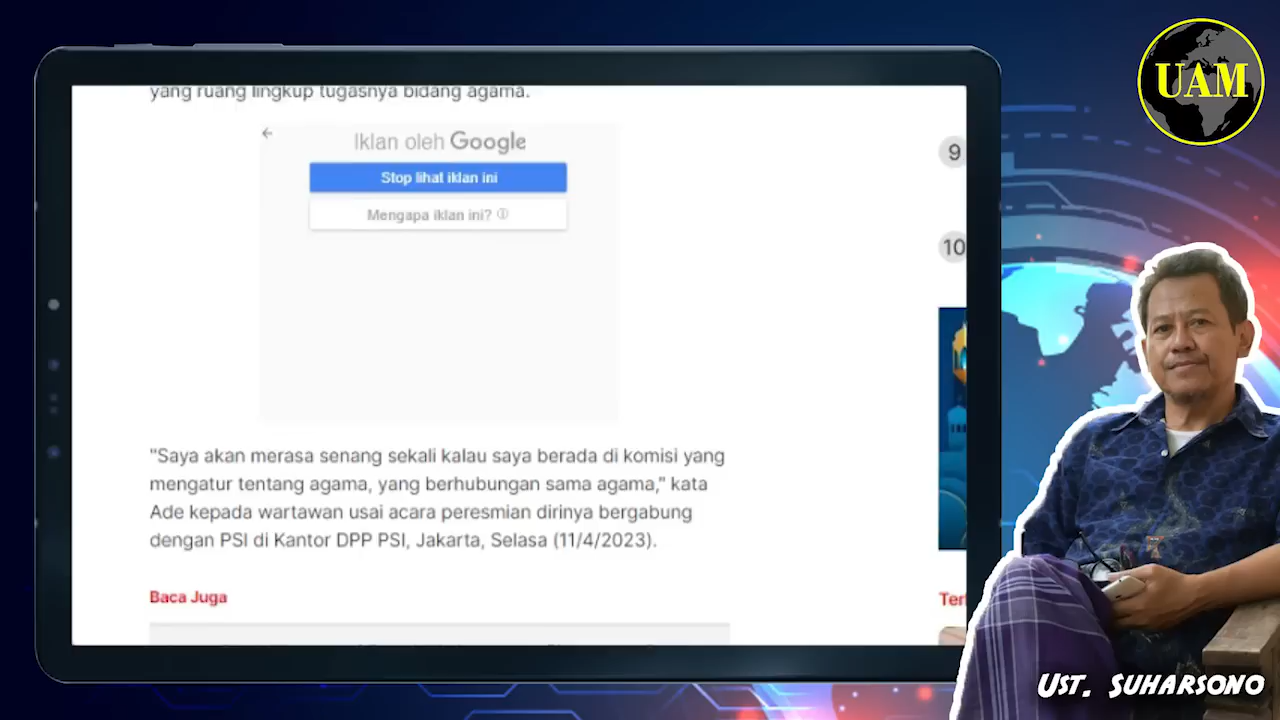 yang ruang lingkup tugasnya bidang agama.
Iklan oleh Google
Stop lihat iklan ini
Mengapa iklan ini?
"Saya akan merasa senang sekali kalau saya berada di komisi yang
mengatur tentang agama, yang berhubungan sama agama," kata
Ade kepada wartawan usai acara peresmian dirinya bergabung
dengan PSI di Kantor DPP PSI, Jakarta, Selasa (11/4/2023).
Baca Juga
9
10
UAM
UST. SUHARSONO